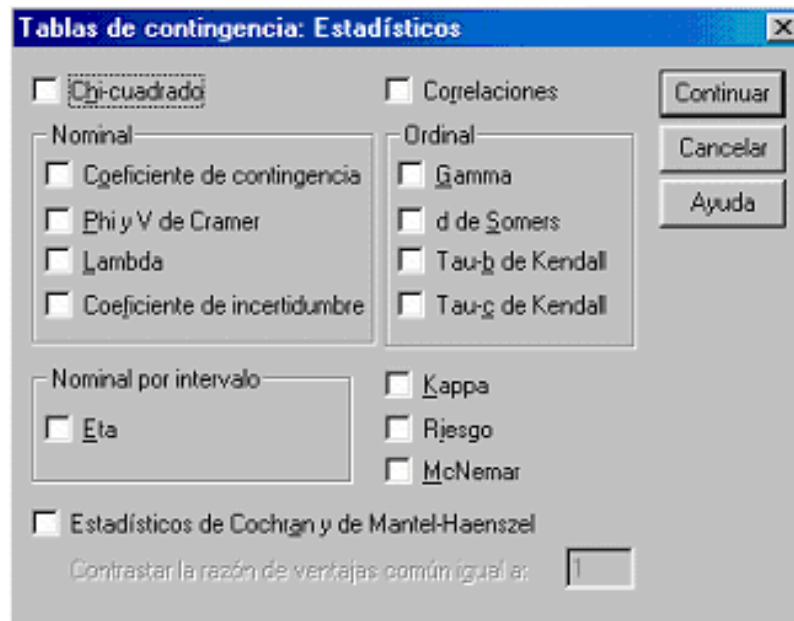 Tablas de contingencia: Estadísticos
Chi-cuadrado
Correlaciones
Continuar
Nominal
Coeficiente de contingencia
Phi y V de Cramer
Lambda
Coeficiente de incertidumbre
Ordinal
Gamma
d de Somers
Tau-b de Kendall
Tau-c de Kendall
Cancelar
Ayuda
Nominal por intervalo
Eta
Kappa
Riesgo
McNemar
Estadísticos de Cochran y de Mantel-Haenszel
Contrastar la razón de ventajas común igual a: 1